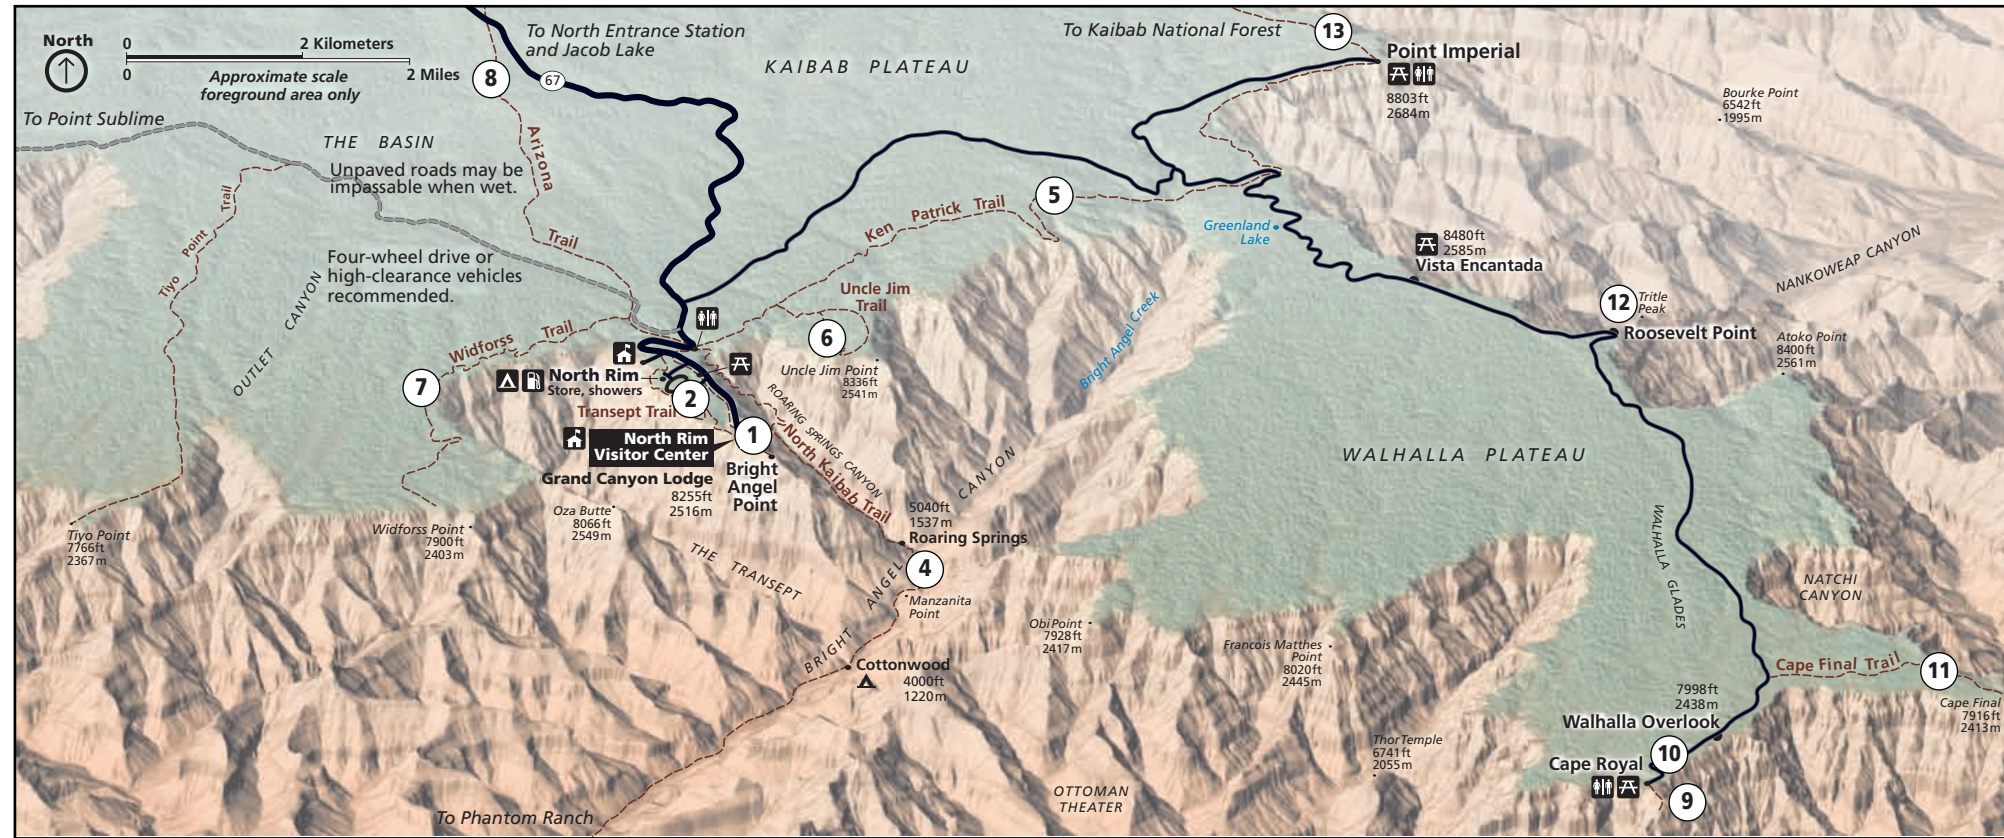 North
0
2 Kilometers
0
2 Miles
Approximate scale
foreground area only
To Point Sublime
8
To North Entrance Station
and Jacob Lake
67
KAIBAB PLATEAU
To Kaibab National Forest
13
Point Imperial
8803ft
2684m
Bourke Point
6542ft
1995m
THE BASIN
Unpaved roads may be
impassable when wet.
Arizona
Trail
Four-wheel drive or
high-clearance vehicles
recommended.
Tiyo Point Trail
OUTLET CANYON
5
Ken Patrick Trail
Greenland
Lake
8480ft
2585m
Vista Encantada
NANKOWEAP CANYON
12
Tritle
Peak
Roosevelt Point
Atoko Point
8400ft
2561m
Uncle Jim
Trail
6
Uncle Jim Point
8336ft
2541m
Bright Angel Creek
Widforss Trail
7
North Rim
Store, showers
2
Transept Trail
1
North Rim
Visitor Center
Grand Canyon Lodge
8255ft
2516m
Bright
Angel
Point
ROARING SPRINGS CANYON
North Kaibab Trail
WALHALLA PLATEAU
WALHALLA GLADES
5040ft
1537m
Roaring Springs
4
Manzanita
Point
BRIGHT ANGEL CANYON
Tiyo Point
7766ft
2367m
Widforss Point
7900ft
2403m
Oza Butte
8066ft
2549m
THE TRANSEPT
Cottonwood
4000ft
1220m
Obi Point
7928ft
2417m
Francois Matthes
Point
8020ft
2445m
NATCHI
CANYON
Cape Final Trail
11
Cape Final
7916ft
2413m
7998ft
2438m
Walhalla Overlook
10
Cape Royal
9
Thor Temple
6741ft
2055m
OTTOMAN
THEATER
To Phantom Ranch